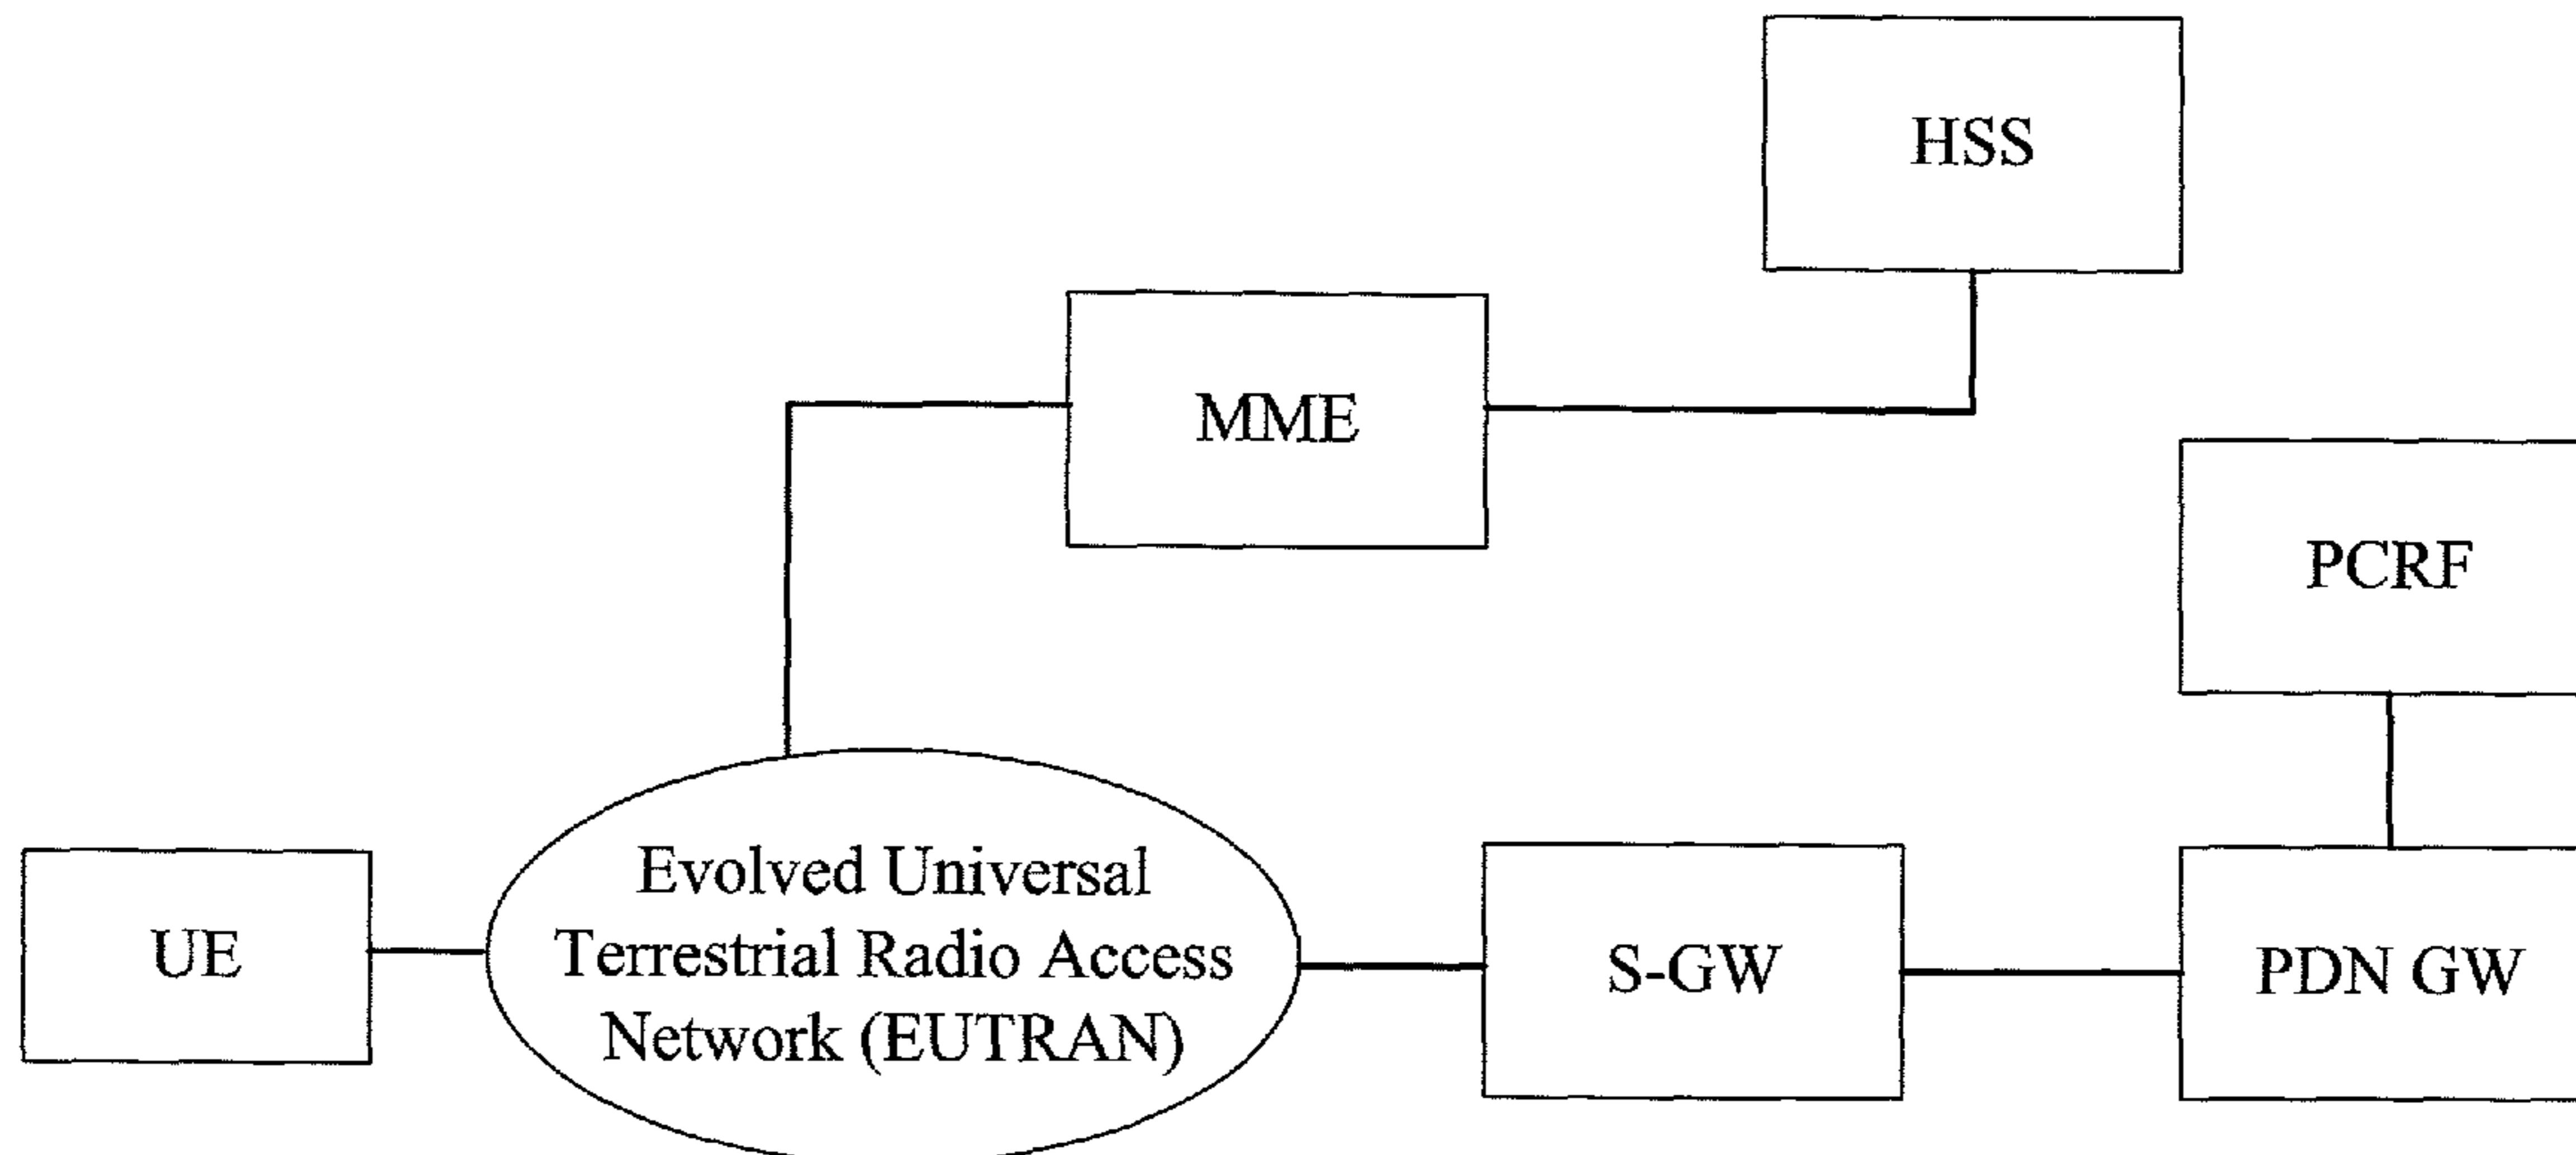 HSS
MME
PCRF
UE
Evolved Universal
Terrestrial Radio Access
Network (EUTRAN)
S-GW
PDN GW